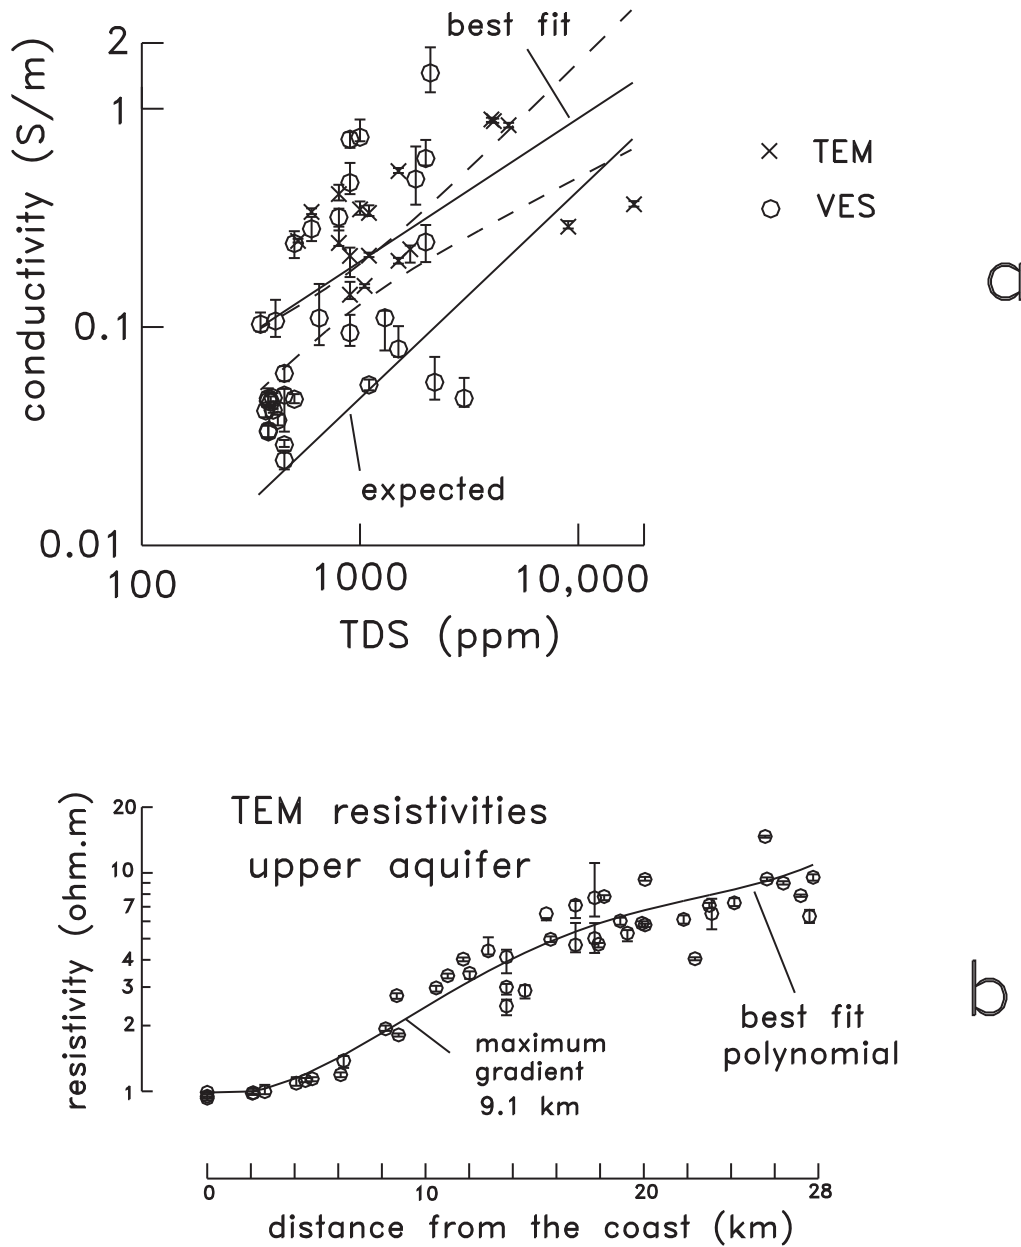 best fit
2
1
0.1
0.01
conductivity (S/m)
TEM
VES
a
expected
100
1000
10,000
TDS (ppm)
TEM resistivities
upper aquifer
20
10
7
5
4
3
2
1
resistivity (ohm.m)
b
best fit
polynomial
maximum
gradient
9.1 km
0
10
20
28
distance from the coast (km)